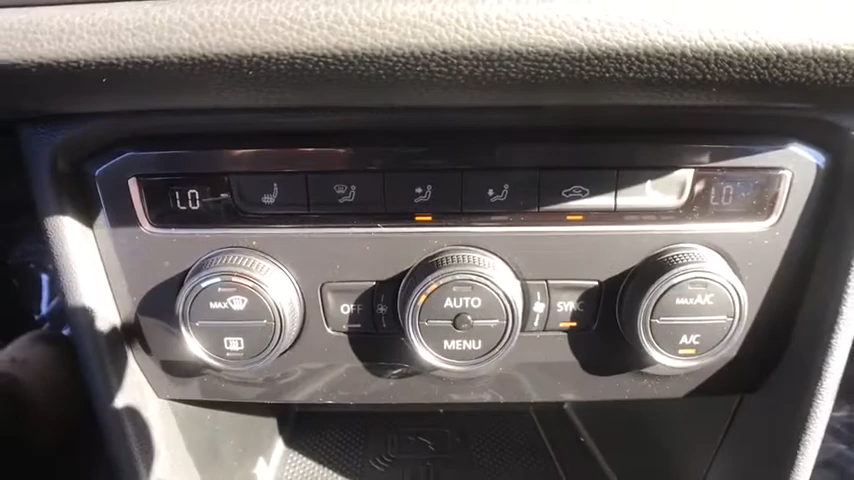 LO
LO
MAX
OFF
AUTO
MENU
SYNC
MAX A/C
A/C